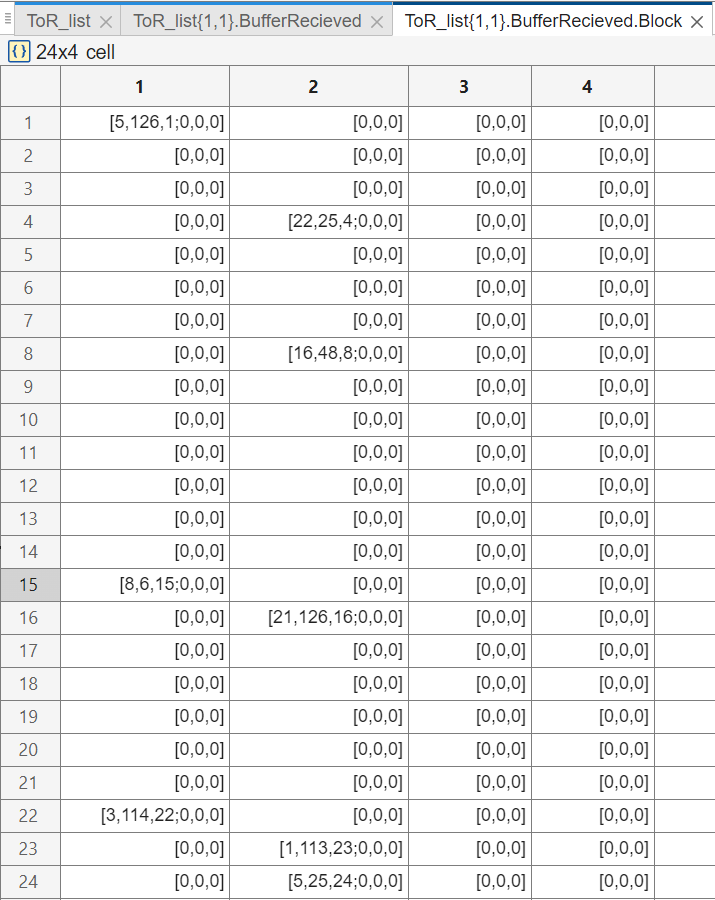 ToR_list × ToR_list{1,1}.BufferRecieved × ToR_list{1,1}.BufferRecieved.Block ×
{} 24x4 cell
1 2 3 4
1 [5,126,1;0,0,0] [0,0,0] [0,0,0] [0,0,0]
2 [0,0,0] [0,0,0] [0,0,0] [0,0,0]
3 [0,0,0] [0,0,0] [0,0,0] [0,0,0]
4 [0,0,0] [22,25,4;0,0,0] [0,0,0] [0,0,0]
5 [0,0,0] [0,0,0] [0,0,0] [0,0,0]
6 [0,0,0] [0,0,0] [0,0,0] [0,0,0]
7 [0,0,0] [0,0,0] [0,0,0] [0,0,0]
8 [0,0,0] [16,48,8;0,0,0] [0,0,0] [0,0,0]
9 [0,0,0] [0,0,0] [0,0,0] [0,0,0]
10 [0,0,0] [0,0,0] [0,0,0] [0,0,0]
11 [0,0,0] [0,0,0] [0,0,0] [0,0,0]
12 [0,0,0] [0,0,0] [0,0,0] [0,0,0]
13 [0,0,0] [0,0,0] [0,0,0] [0,0,0]
14 [0,0,0] [0,0,0] [0,0,0] [0,0,0]
15 [8,6,15;0,0,0] [0,0,0] [0,0,0] [0,0,0]
16 [0,0,0] [21,126,16;0,0,0] [0,0,0] [0,0,0]
17 [0,0,0] [0,0,0] [0,0,0] [0,0,0]
18 [0,0,0] [0,0,0] [0,0,0] [0,0,0]
19 [0,0,0] [0,0,0] [0,0,0] [0,0,0]
20 [0,0,0] [0,0,0] [0,0,0] [0,0,0]
21 [0,0,0] [0,0,0] [0,0,0] [0,0,0]
22 [3,114,22;0,0,0] [0,0,0] [0,0,0] [0,0,0]
23 [0,0,0] [1,113,23;0,0,0] [0,0,0] [0,0,0]
24 [0,0,0] [5,25,24;0,0,0] [0,0,0] [0,0,0]